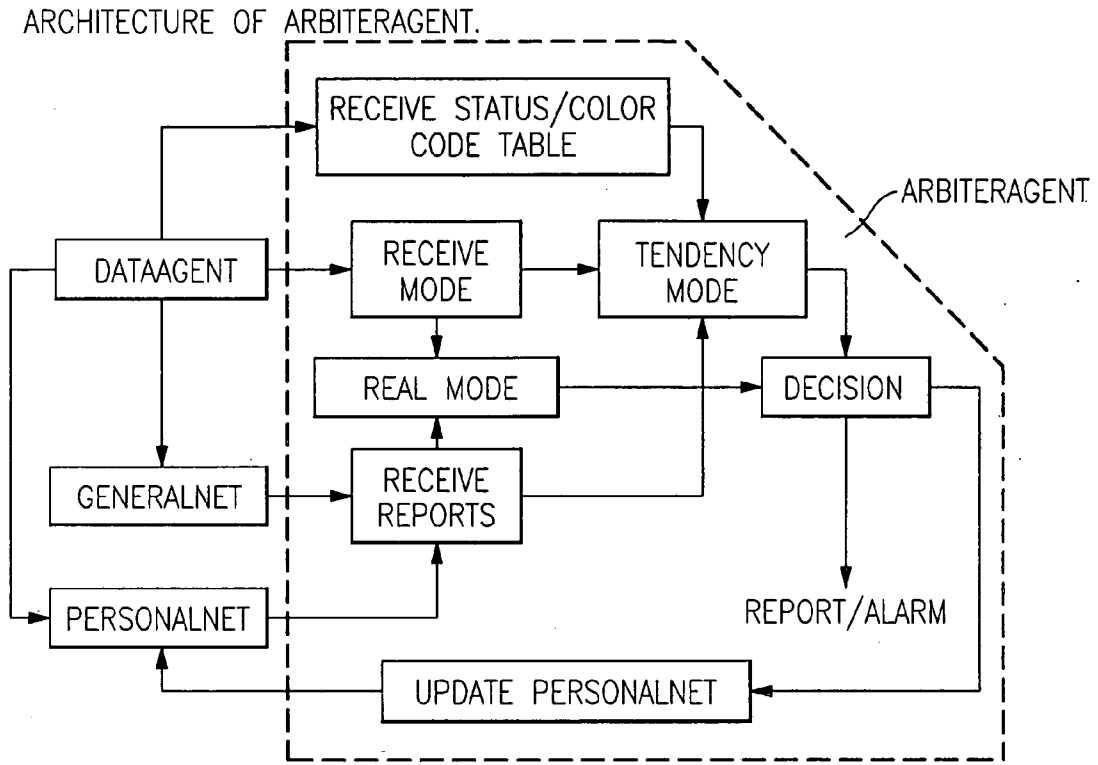 ARCHITECTURE OF ARBITERAGENT.
RECEIVE STATUS/COLOR
CODE TABLE
ARBITERAGENT
DATAAGENT
RECEIVE
MODE
TENDENCY
MODE
REAL MODE
DECISION
GENERALNET
RECEIVE
REPORTS
PERSONALNET
REPORT/ALARM
UPDATE PERSONALNET